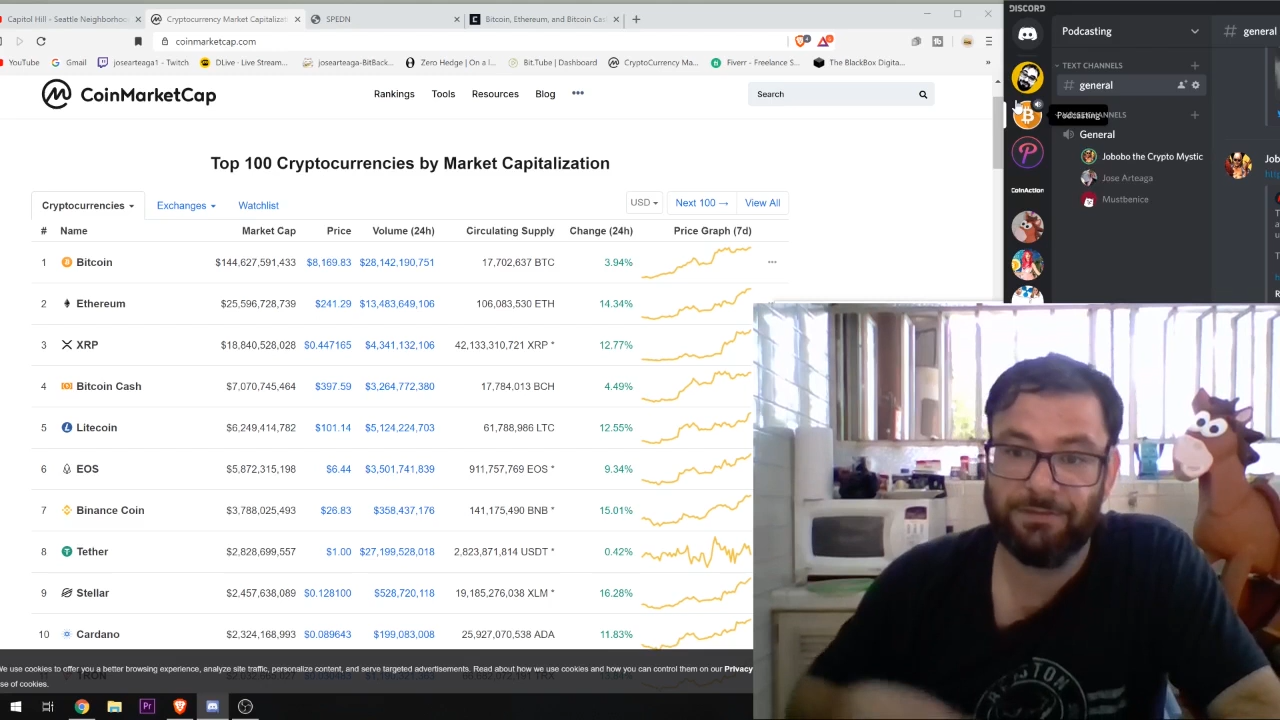 Capitol Hill - Seattle Neighborhoo
Cryptocurrency Market Capitalizat
SPEDN
Bitcoin, Ethereum, and Bitcoin Cas
coinmarketcap.com
YouTube
Gmail
josearteaga1 - Twitch
DLive · Live Stream...
josearteaga-BitBack...
Zero Hedge | On a l...
Bit.Tube | Dashboard
CryptoCurrency Ma...
Fiverr - Freelance S...
The BlackBox Digita...
CoinMarketCap
Rankings
Tools
Resources
Blog
Search
Top 100 Cryptocurrencies by Market Capitalization
Cryptocurrencies
Exchanges
Watchlist
USD
Next 100 →
View All
# Name Market Cap Price Volume (24h) Circulating Supply Change (24h) Price Graph (7d)
1 Bitcoin $144,627,591,433 $8,169.83 $28,142,190,751 17,702,637 BTC 3.94%
2 Ethereum $25,596,728,739 $241.29 $13,483,649,106 106,083,530 ETH 14.34%
3 XRP $18,840,528,028 $0.447165 $4,341,132,106 42,133,310,721 XRP * 12.77%
4 Bitcoin Cash $7,070,745,464 $397.59 $3,264,772,380 17,784,013 BCH 4.49%
5 Litecoin $6,249,414,782 $101.14 $5,124,224,703 61,788,986 LTC 12.55%
6 EOS $5,872,315,198 $6.44 $3,501,741,839 911,757,769 EOS * 9.34%
7 Binance Coin $3,788,025,493 $26.83 $358,437,176 141,175,490 BNB * 15.01%
8 Tether $2,828,699,557 $1.00 $27,199,528,018 2,823,871,814 USDT * 0.42%
9 Stellar $2,457,638,089 $0.128100 $528,720,118 19,185,276,038 XLM * 16.28%
10 Cardano $2,324,168,993 $0.089643 $199,083,008 25,927,070,538 ADA 11.83%
We use cookies to offer you a better browsing experience, analyze site traffic, personalize content, and serve targeted advertisements. Read about how we use cookies and how you can control them on our Privacy
se of cookies.
DISCORD
Podcasting
# general
TEXT CHANNELS
# general
Podcasting
CHANNELS
General
Jobobo the Crypto Mystic
Jose Arteaga
Mustbenice
CoinAction
Job